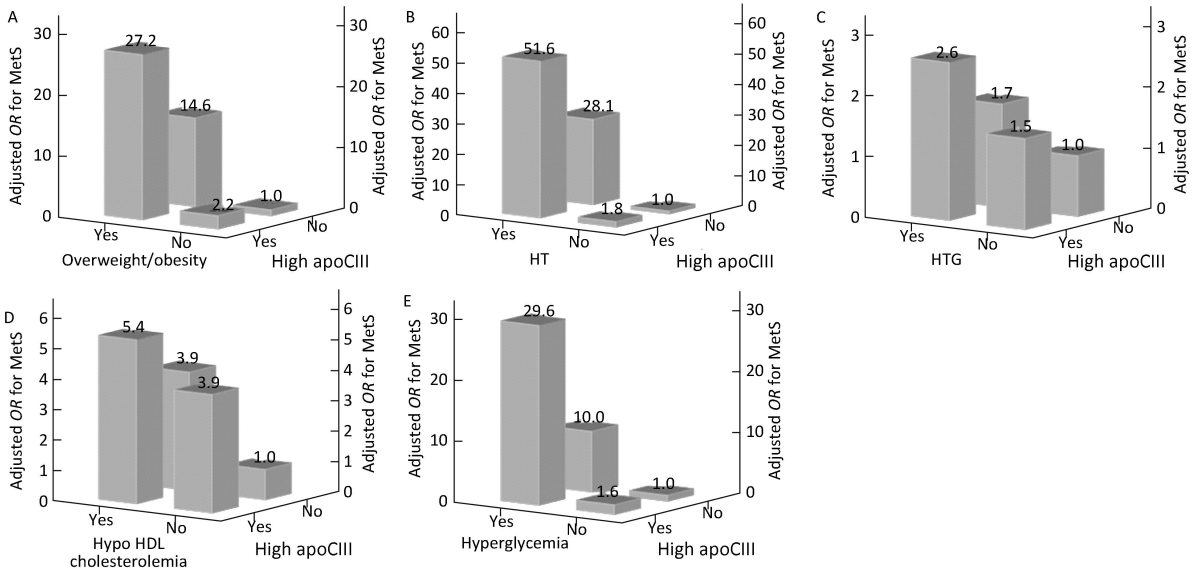 A
Adjusted OR for MetS
30
20
10
0
27.2
14.6
2.2
1.0
30
20
10
0
Adjusted OR for MetS
Yes
No
Yes
No
Overweight/obesity
High apoCIII
B
Adjusted OR for MetS
60
50
40
30
20
10
0
51.6
28.1
1.8
1.0
60
50
40
30
20
10
0
Adjusted OR for MetS
Yes
No
Yes
No
HT
High apoCIII
C
Adjusted OR for MetS
3
2
1
0
2.6
1.7
1.5
1.0
3
2
1
0
Adjusted OR for MetS
Yes
No
Yes
No
HTG
High apoCIII
D
Adjusted OR for MetS
6
5
4
3
2
1
0
5.4
3.9
3.9
1.0
6
5
4
3
2
1
0
Adjusted OR for MetS
Yes
No
Yes
No
Hypo HDL
cholesterolemia
High apoCIII
E
Adjusted OR for MetS
30
20
10
0
29.6
10.0
1.6
1.0
30
20
10
0
Adjusted OR for MetS
Yes
No
Yes
No
Hyperglycemia
High apoCIII